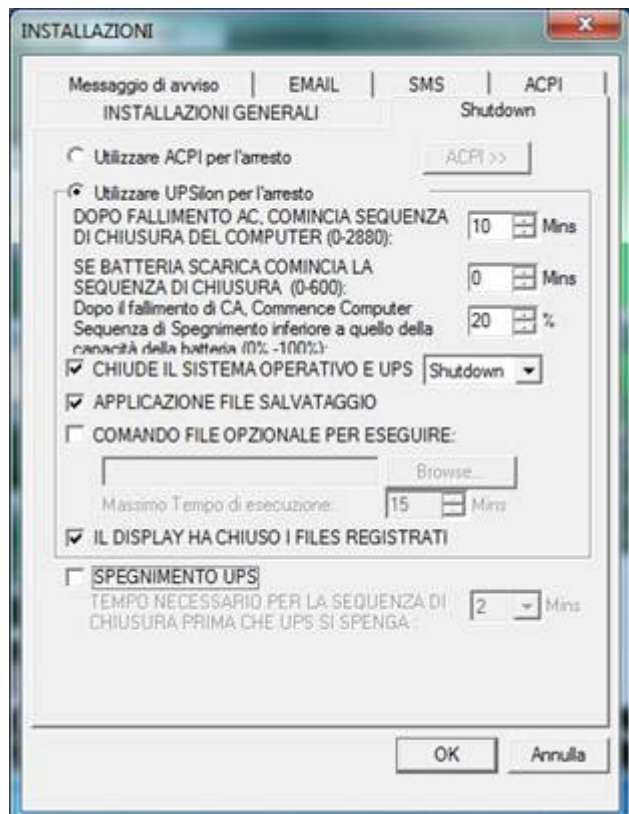 INSTALLAZIONI
Messaggio di avviso
EMAIL
SMS
ACPI
INSTALLAZIONI GENERALI
Shutdown
Utilizzare ACPI per l'arresto
ACPI >>
Utilizzare UPSilon per l'arresto
DOPO FALLIMENTO AC, COMINCIA SEQUENZA
DI CHIUSURA DEL COMPUTER (0-2880):
10 Mins
SE BATTERIA SCARICA COMINCIA LA
SEQUENZA DI CHIUSURA (0-600):
0 Mins
Dopo il fallimento di CA, Commence Computer
Sequenza di Spegnimento inferiore a quello della
capacità della batteria (0% -100%):
20 %
CHIUDE IL SISTEMA OPERATIVO E UPS Shutdown
APPLICAZIONE FILE SALVATAGGIO
COMANDO FILE OPZIONALE PER ESEGUIRE:
Browse...
Massimo Tempo di esecuzione: 15 Mins
IL DISPLAY HA CHIUSO I FILES REGISTRATI
SPEGNIMENTO UPS
TEMPO NECESSARIO PER LA SEQUENZA DI
CHIUSURA PRIMA CHE UPS SI SPENGA :
2 Mins
OK
Annulla